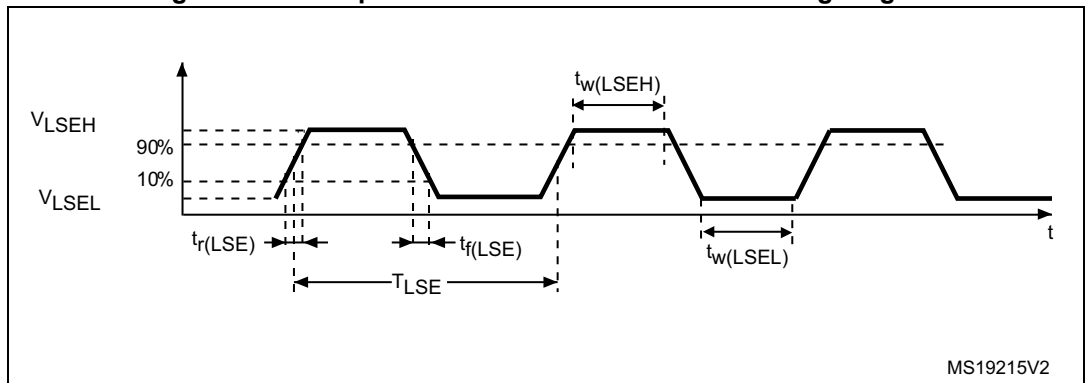 tw(LSEH)
VLSEH
90%
10%
VLSEL
tr(LSE)
tf(LSE)
tw(LSEL)
t
TLSE
MS19215V2